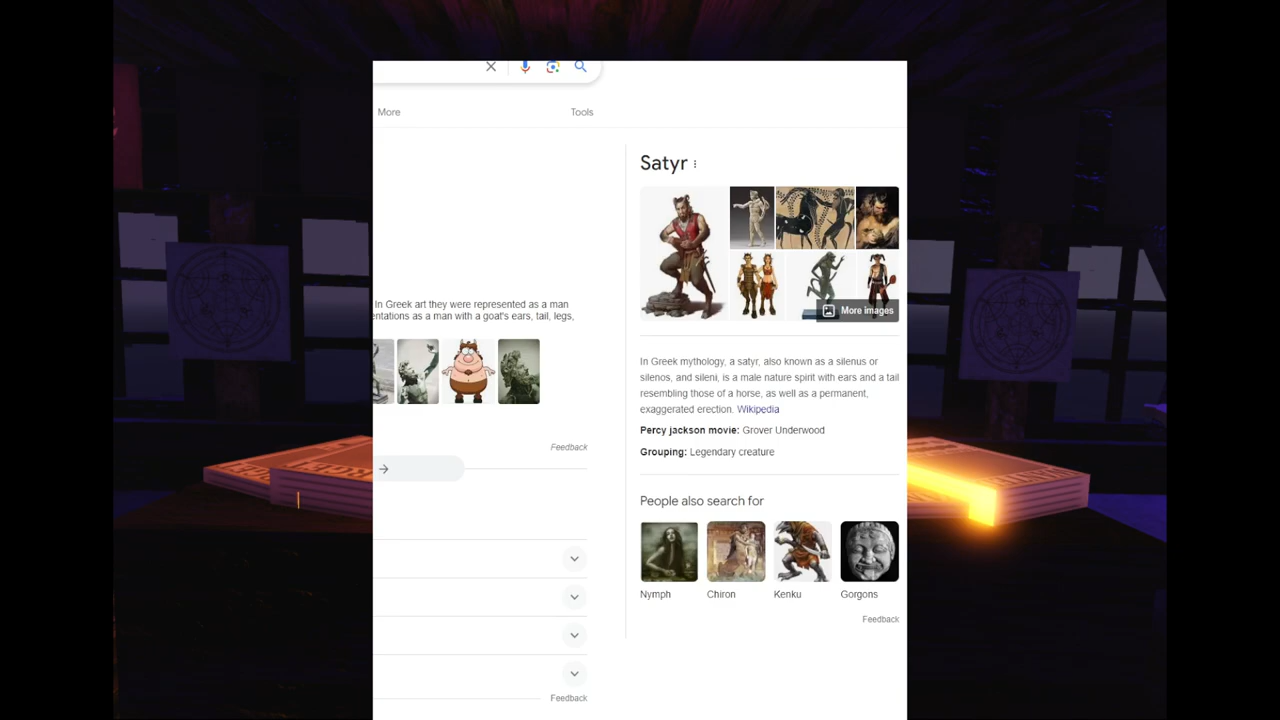 More
Tools
In Greek art they were represented as a man
entations as a man with a goat's ears, tail, legs,
Feedback
Feedback
Satyr
More images
In Greek mythology, a satyr, also known as a silenus or
silenos, and sileni, is a male nature spirit with ears and a tail
resembling those of a horse, as well as a permanent,
exaggerated erection. Wikipedia
Percy jackson movie: Grover Underwood
Grouping: Legendary creature
People also search for
Nymph
Chiron
Kenku
Gorgons
Feedback